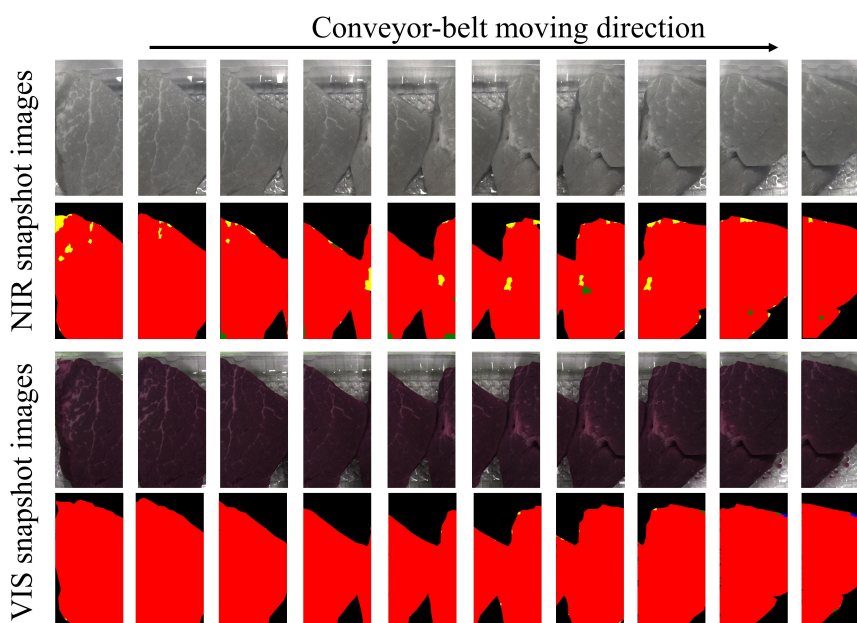 Conveyor-belt moving direction
NIR snapshot images
VIS snapshot images